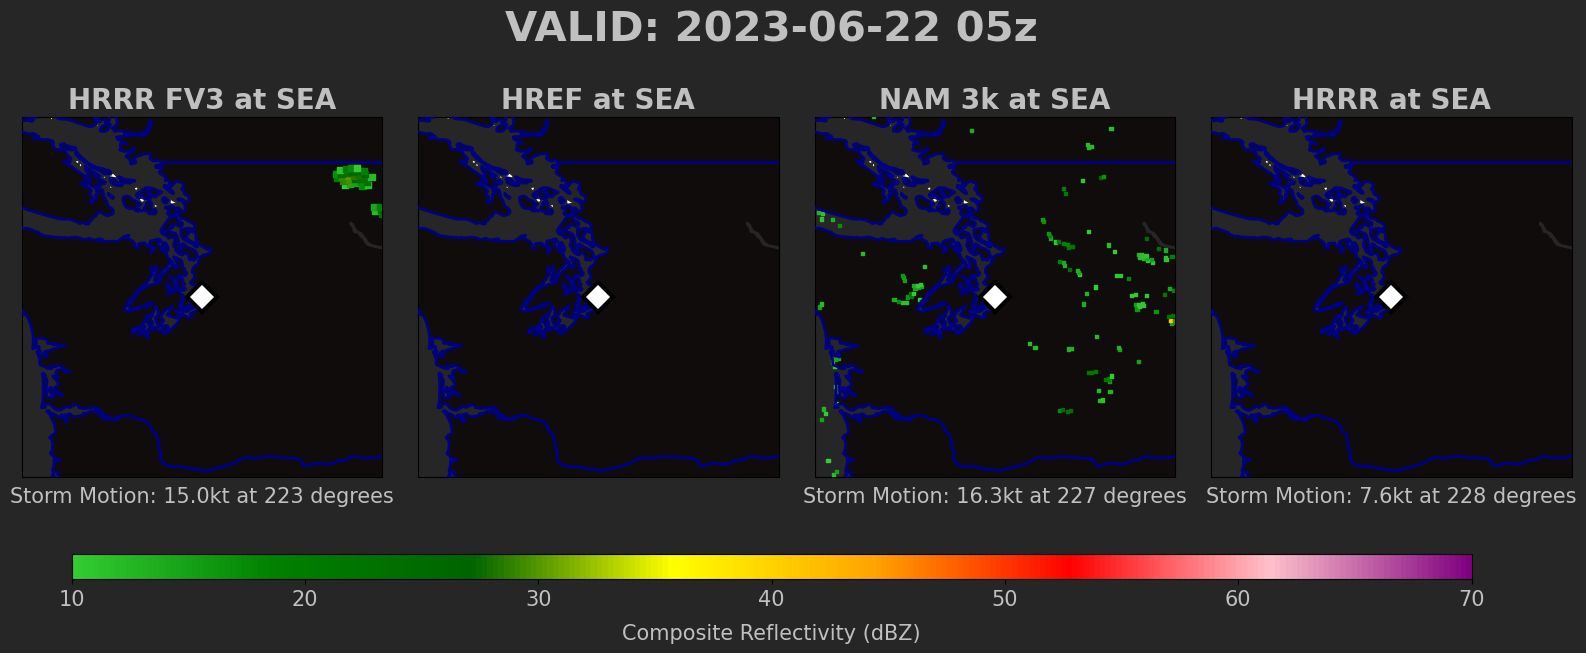 VALID: 2023-06-22 05z
HRRR FV3 at SEA
HREF at SEA
NAM 3k at SEA
HRRR at SEA
Storm Motion: 15.0kt at 223 degrees
Storm Motion: 16.3kt at 227 degrees
Storm Motion: 7.6kt at 228 degrees
10 20 30 40 50 60 70
Composite Reflectivity (dBZ)